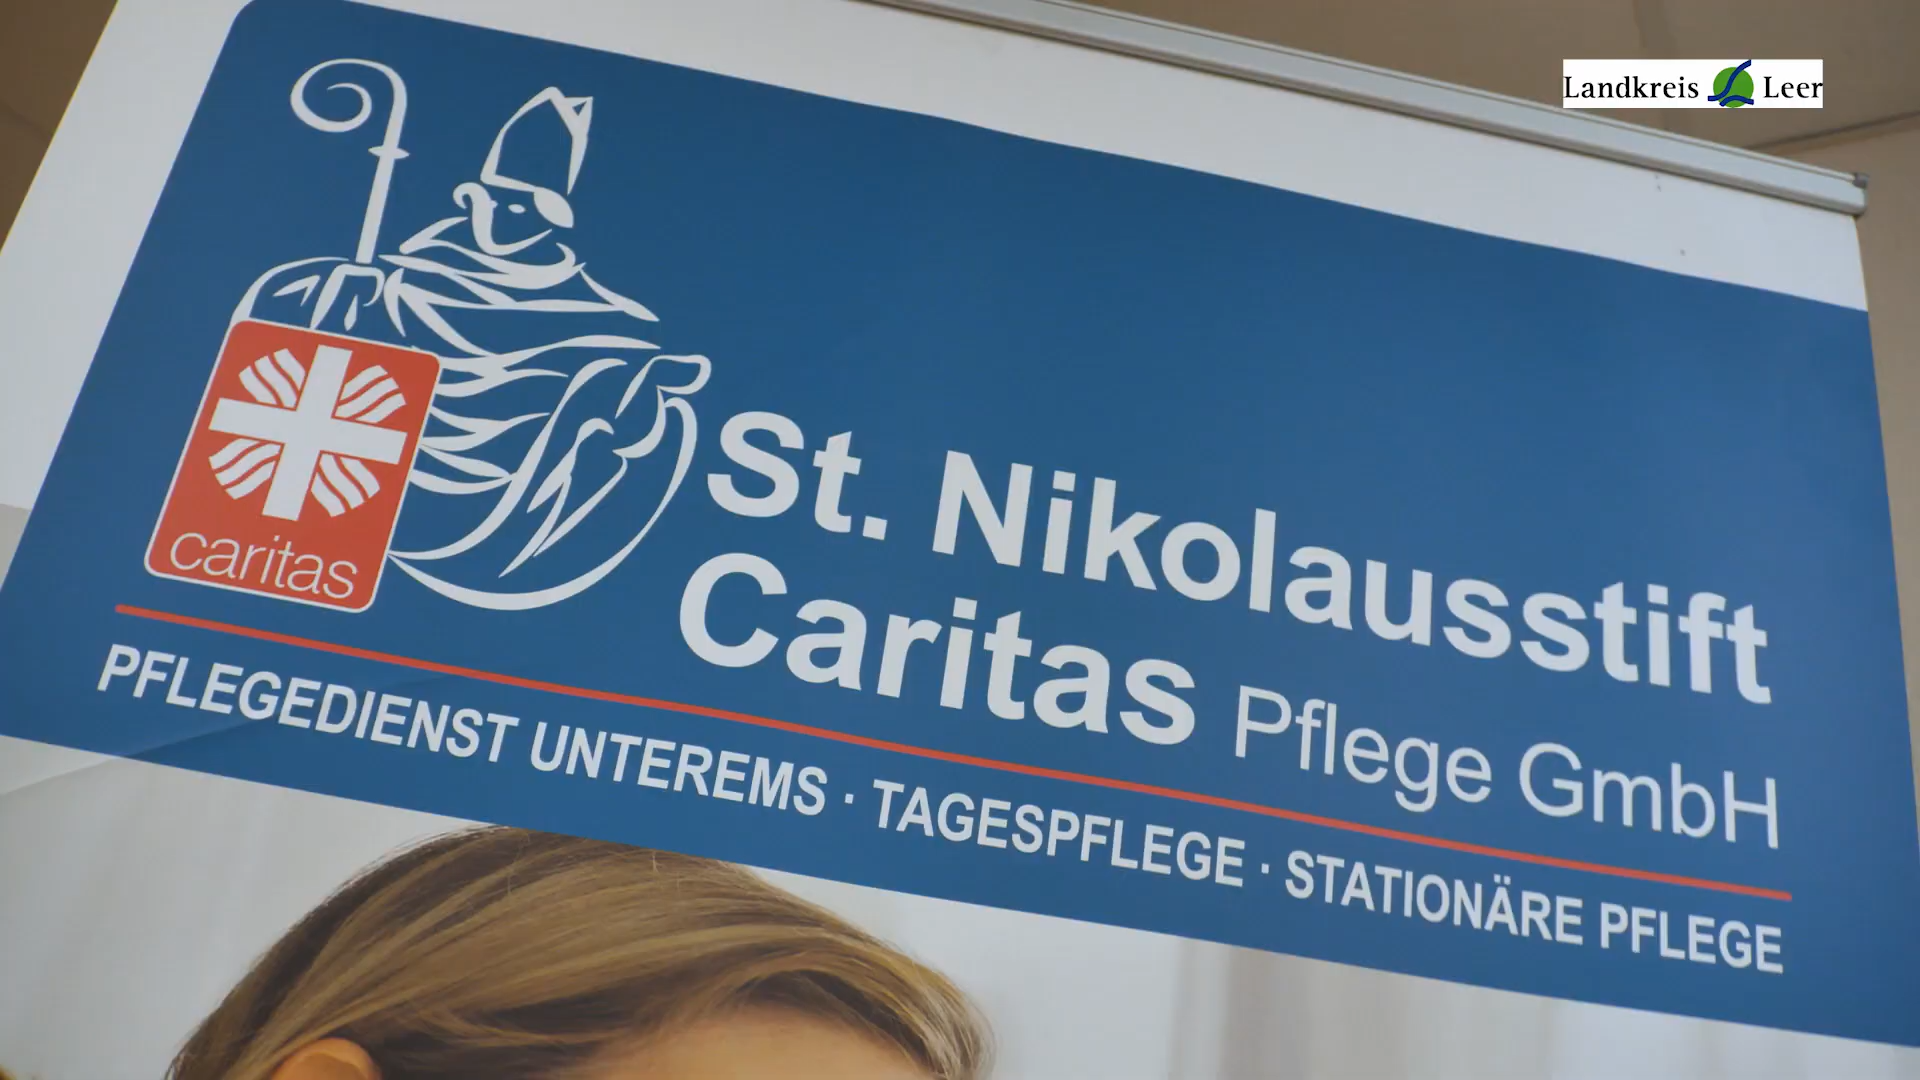 Landkreis Leer
caritas
St. Nikolausstift
Caritas Pflege GmbH
PFLEGEDIENST UNTEREMS · TAGESPFLEGE · STATIONÄRE PFLEGE